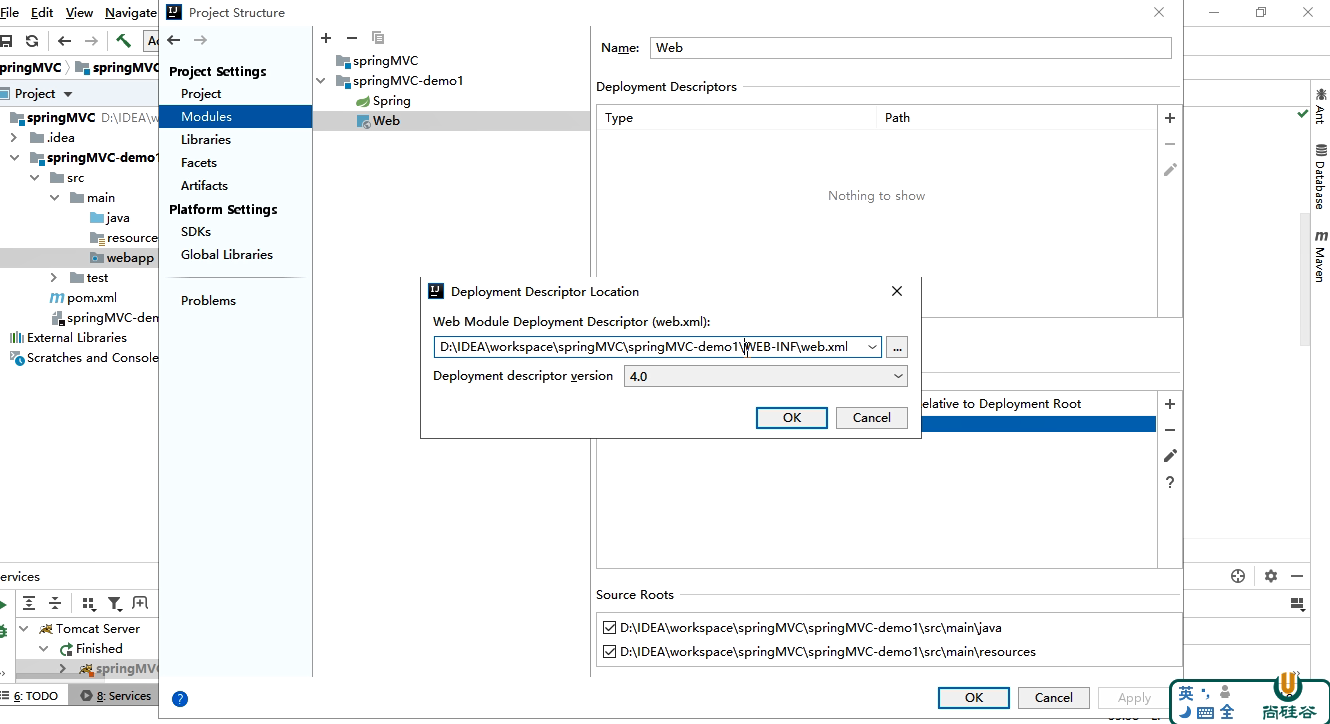 File Edit View Navigate
Project Structure
pringMVC springMVC
Project
springMVC D:\IDEA\w
.idea
springMVC-demo1
src
main
java
resource
webapp
test
pom.xml
springMVC-den
External Libraries
Scratches and Console
ervices
Tomcat Server
Finished
springMV
6: TODO 8: Services
Project Settings
Project
Modules
Libraries
Facets
Artifacts
Platform Settings
SDKs
Global Libraries
Problems
springMVC
springMVC-demo1
Spring
Web
Name: Web
Deployment Descriptors
Type Path
Nothing to show
Deployment Descriptor Location
Web Module Deployment Descriptor (web.xml):
D:\IDEA\workspace\springMVC\springMVC-demo1\WEB-INF\web.xml
...
Deployment descriptor version 4.0
OK Cancel
elative to Deployment Root
?
Source Roots
D:\IDEA\workspace\springMVC\springMVC-demo1\src\main\java
D:\IDEA\workspace\springMVC\springMVC-demo1\src\main\resources
? OK Cancel Apply
Ant
Database
m Maven
英 全
尚硅谷